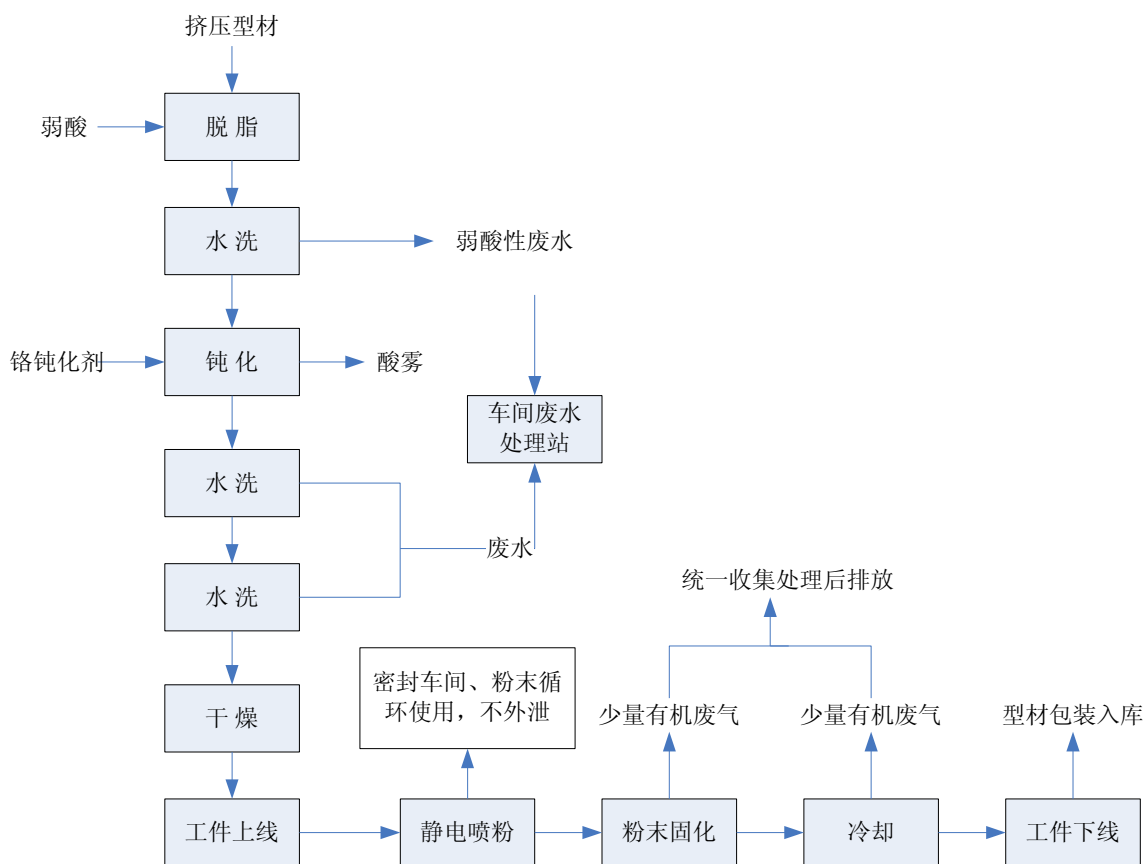 挤压型材
弱酸
脱 脂
水 洗
弱酸性废水
铬钝化剂
钝 化
酸雾
车间废水
处理站
水 洗
废水
水 洗
统一收集处理后排放
密封车间、粉末循
环使用，不外泄
干 燥
少量有机废气
少量有机废气
型材包装入库
工件上线
静电喷粉
粉末固化
冷却
工件下线